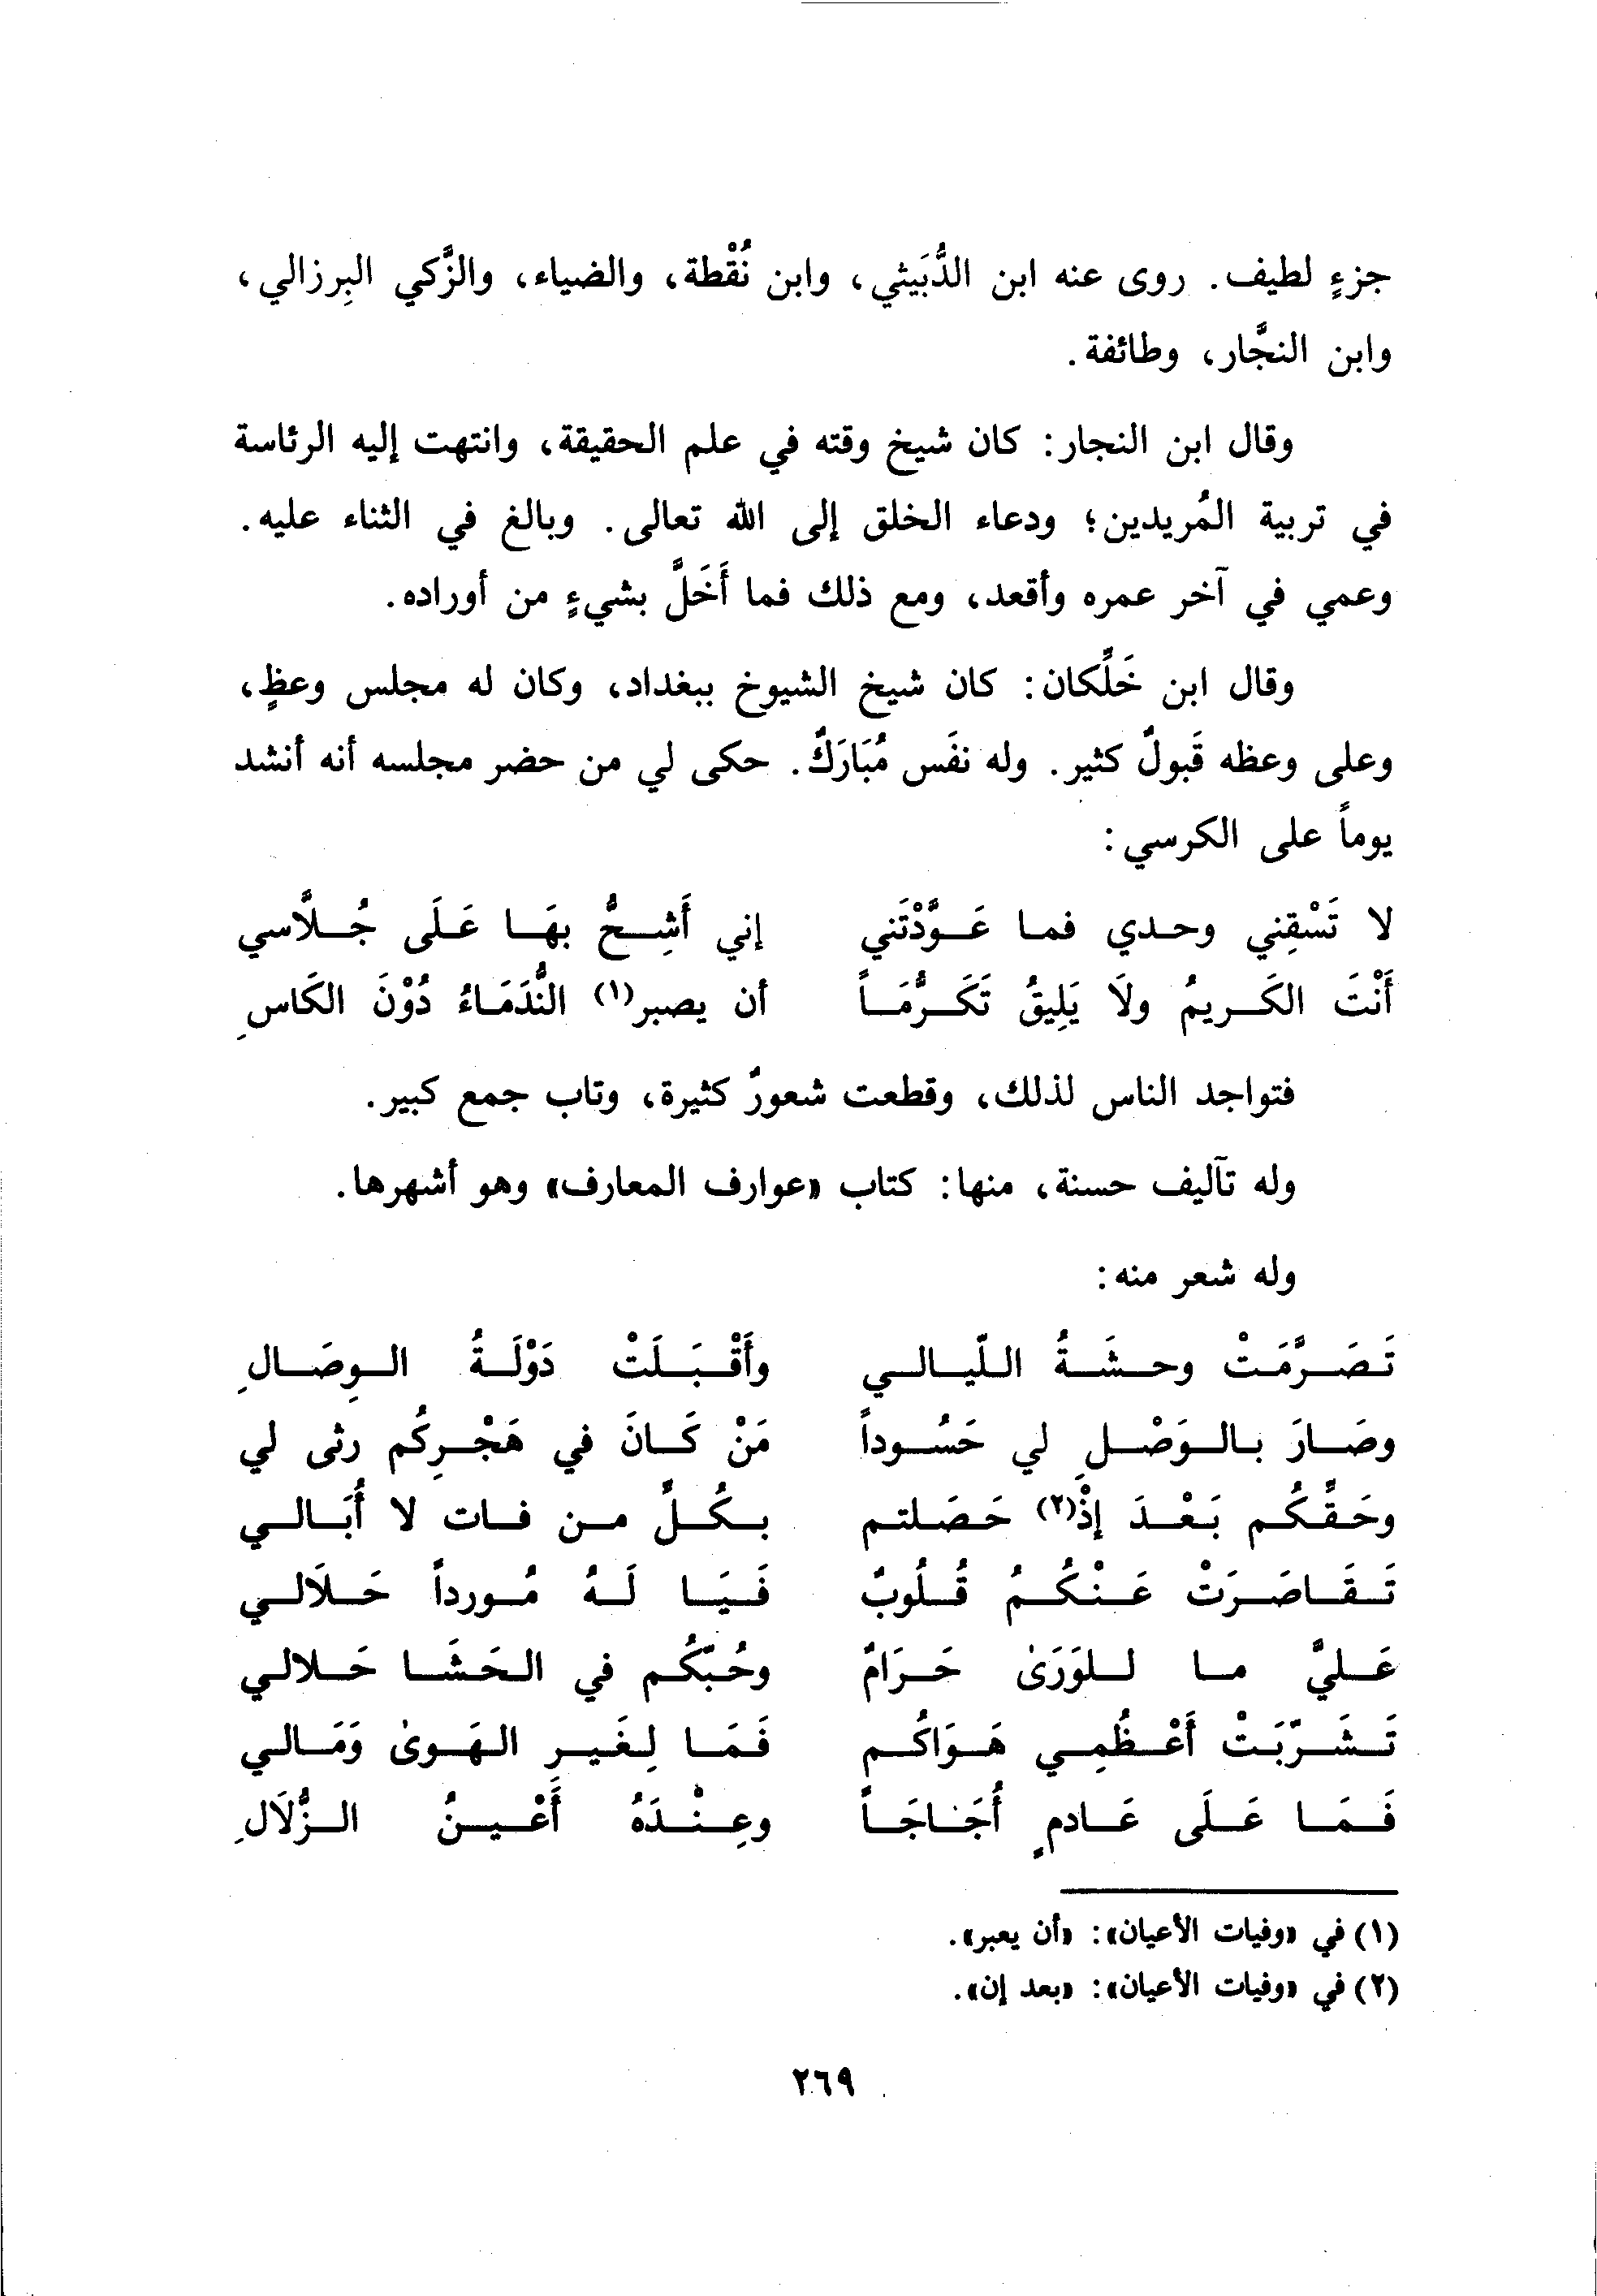 جزءٍ لطيف. روى عنه ابن الدُّبَيثي، وابن نُقْطة، والضياء، والزَّكي البِرزالي،
وابن النجَّار، وطائفة.
وقال ابن النجار: كان شيخ وقته في علم الحقيقة، وانتهت إليه الرئاسة
في تربية المُريدين؛ ودعاء الخلق إلى الله تعالى. وبالغ في الثناء عليه.
وعمي في آخر عمره وأقعد، ومع ذلك فما أَخَلَّ بشيءٍ من أوراده.
وقال ابن خَلِّكان: كان شيخ الشيوخ ببغداد، وكان له مجلس وعظٍ،
وعلى وعظه قَبولٌ كثير. وله نفَس مُبَارَكٌ. حكى لي من حضر مجلسه أنه أنشد
يوماً على الكرسي:
لا تَسْقِني وحدي فما عَوَّدْتَني إني أَشِحُّ بهَا عَلَى جُلَّاسي
أَنْتَ الكَريمُ ولاَ يَلِيقُ تَكَرُّمَاً أن يصبر(١) النُّدَمَاءُ دُوْنَ الكَاسِ
فتواجد الناس لذلك، وقطعت شعورٌ كثيرة، وتاب جمع كبير.
وله تآليف حسنة، منها: كتاب «عوارف المعارف» وهو أشهرها.
وله شعر منه:
تَصَرَّمَتْ وحشَةُ اللّيالي وأَقْبَلَتْ دَوْلَةُ الوِصَالِ
وصَارَ بالوَصْلِ لي حَسُوداً مَنْ كَانَ في هَجْرِكُم رثى لي
وحَقِّكُم بَعْدَ إذْ(٢) حَصَلتم بكُلِّ من فات لا أُبَالي
تَقَاصَرَتْ عَنْكُمُ قُلُوبٌ فَيَا لَهُ مُورداً حَلَالي
عَليَّ ما للوَرَىٰ حَرَامٌ وحُبّكُم في الحَشَا حَلالي
تَشَرّبَتْ أَعْظُمِي هَوَاكُم فَمَا لِغَيرِ الهَوىٰ وَمَالي
فَمَا عَلَى عَادمٍ أُجَاجَاً وعِنْدَهُ أَعْينُ الزُّلَالِ
(١) في «وفيات الأعيان»: «أن يعبر».
(٢) في «وفيات الأعيان»: «بعد إن».
٢٦٩